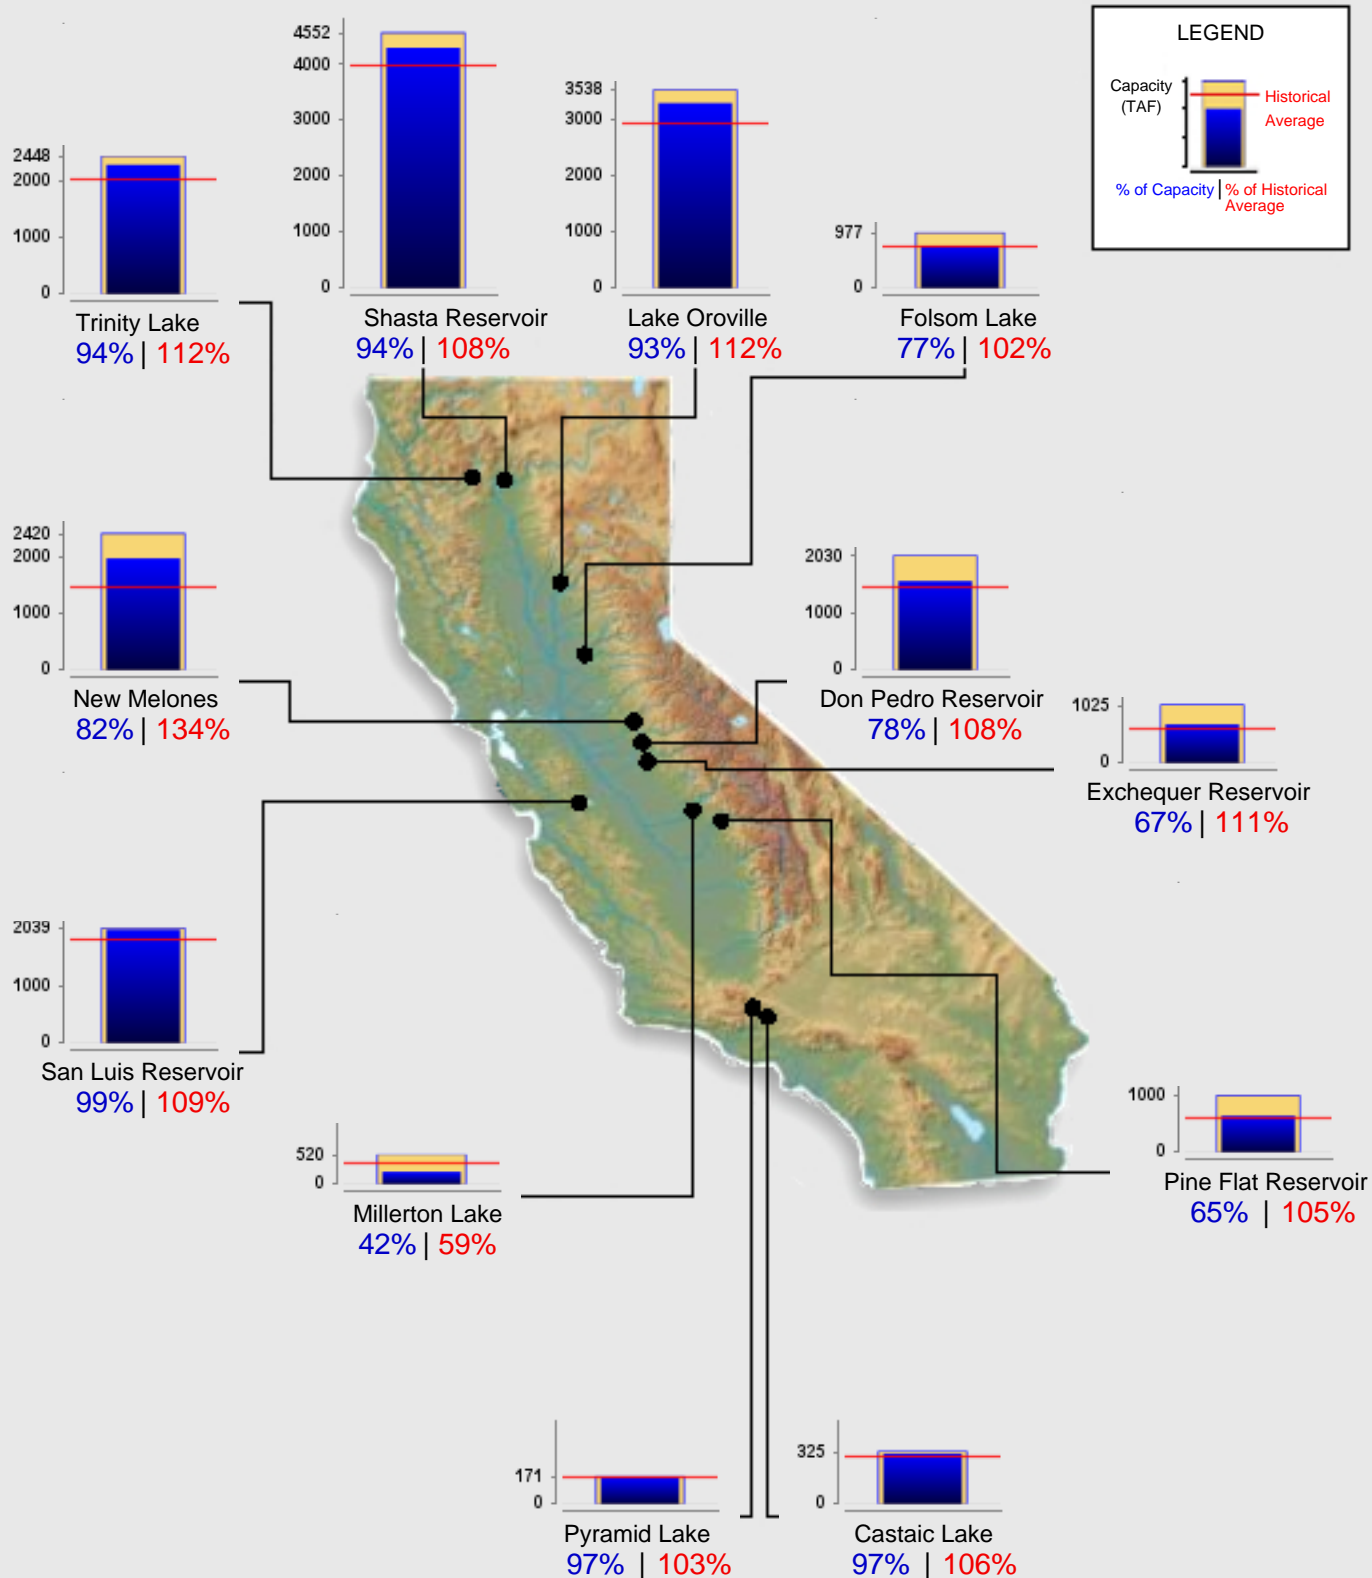 LEGEND
Capacity
(TAF)
Historical
Average
% of Capacity | % of Historical
Average
2448
2000
1000
0
Trinity Lake
94% | 112%
4552
4000
3000
2000
1000
0
Shasta Reservoir
94% | 108%
3538
3000
2000
1000
0
Lake Oroville
93% | 112%
977
0
Folsom Lake
77% | 102%
2420
2000
1000
0
New Melones
82% | 134%
2030
1000
0
Don Pedro Reservoir
78% | 108%
1025
0
Exchequer Reservoir
67% | 111%
2039
1000
0
San Luis Reservoir
99% | 109%
520
0
Millerton Lake
42% | 59%
1000
0
Pine Flat Reservoir
65% | 105%
171
0
Pyramid Lake
97% | 103%
325
0
Castaic Lake
97% | 106%